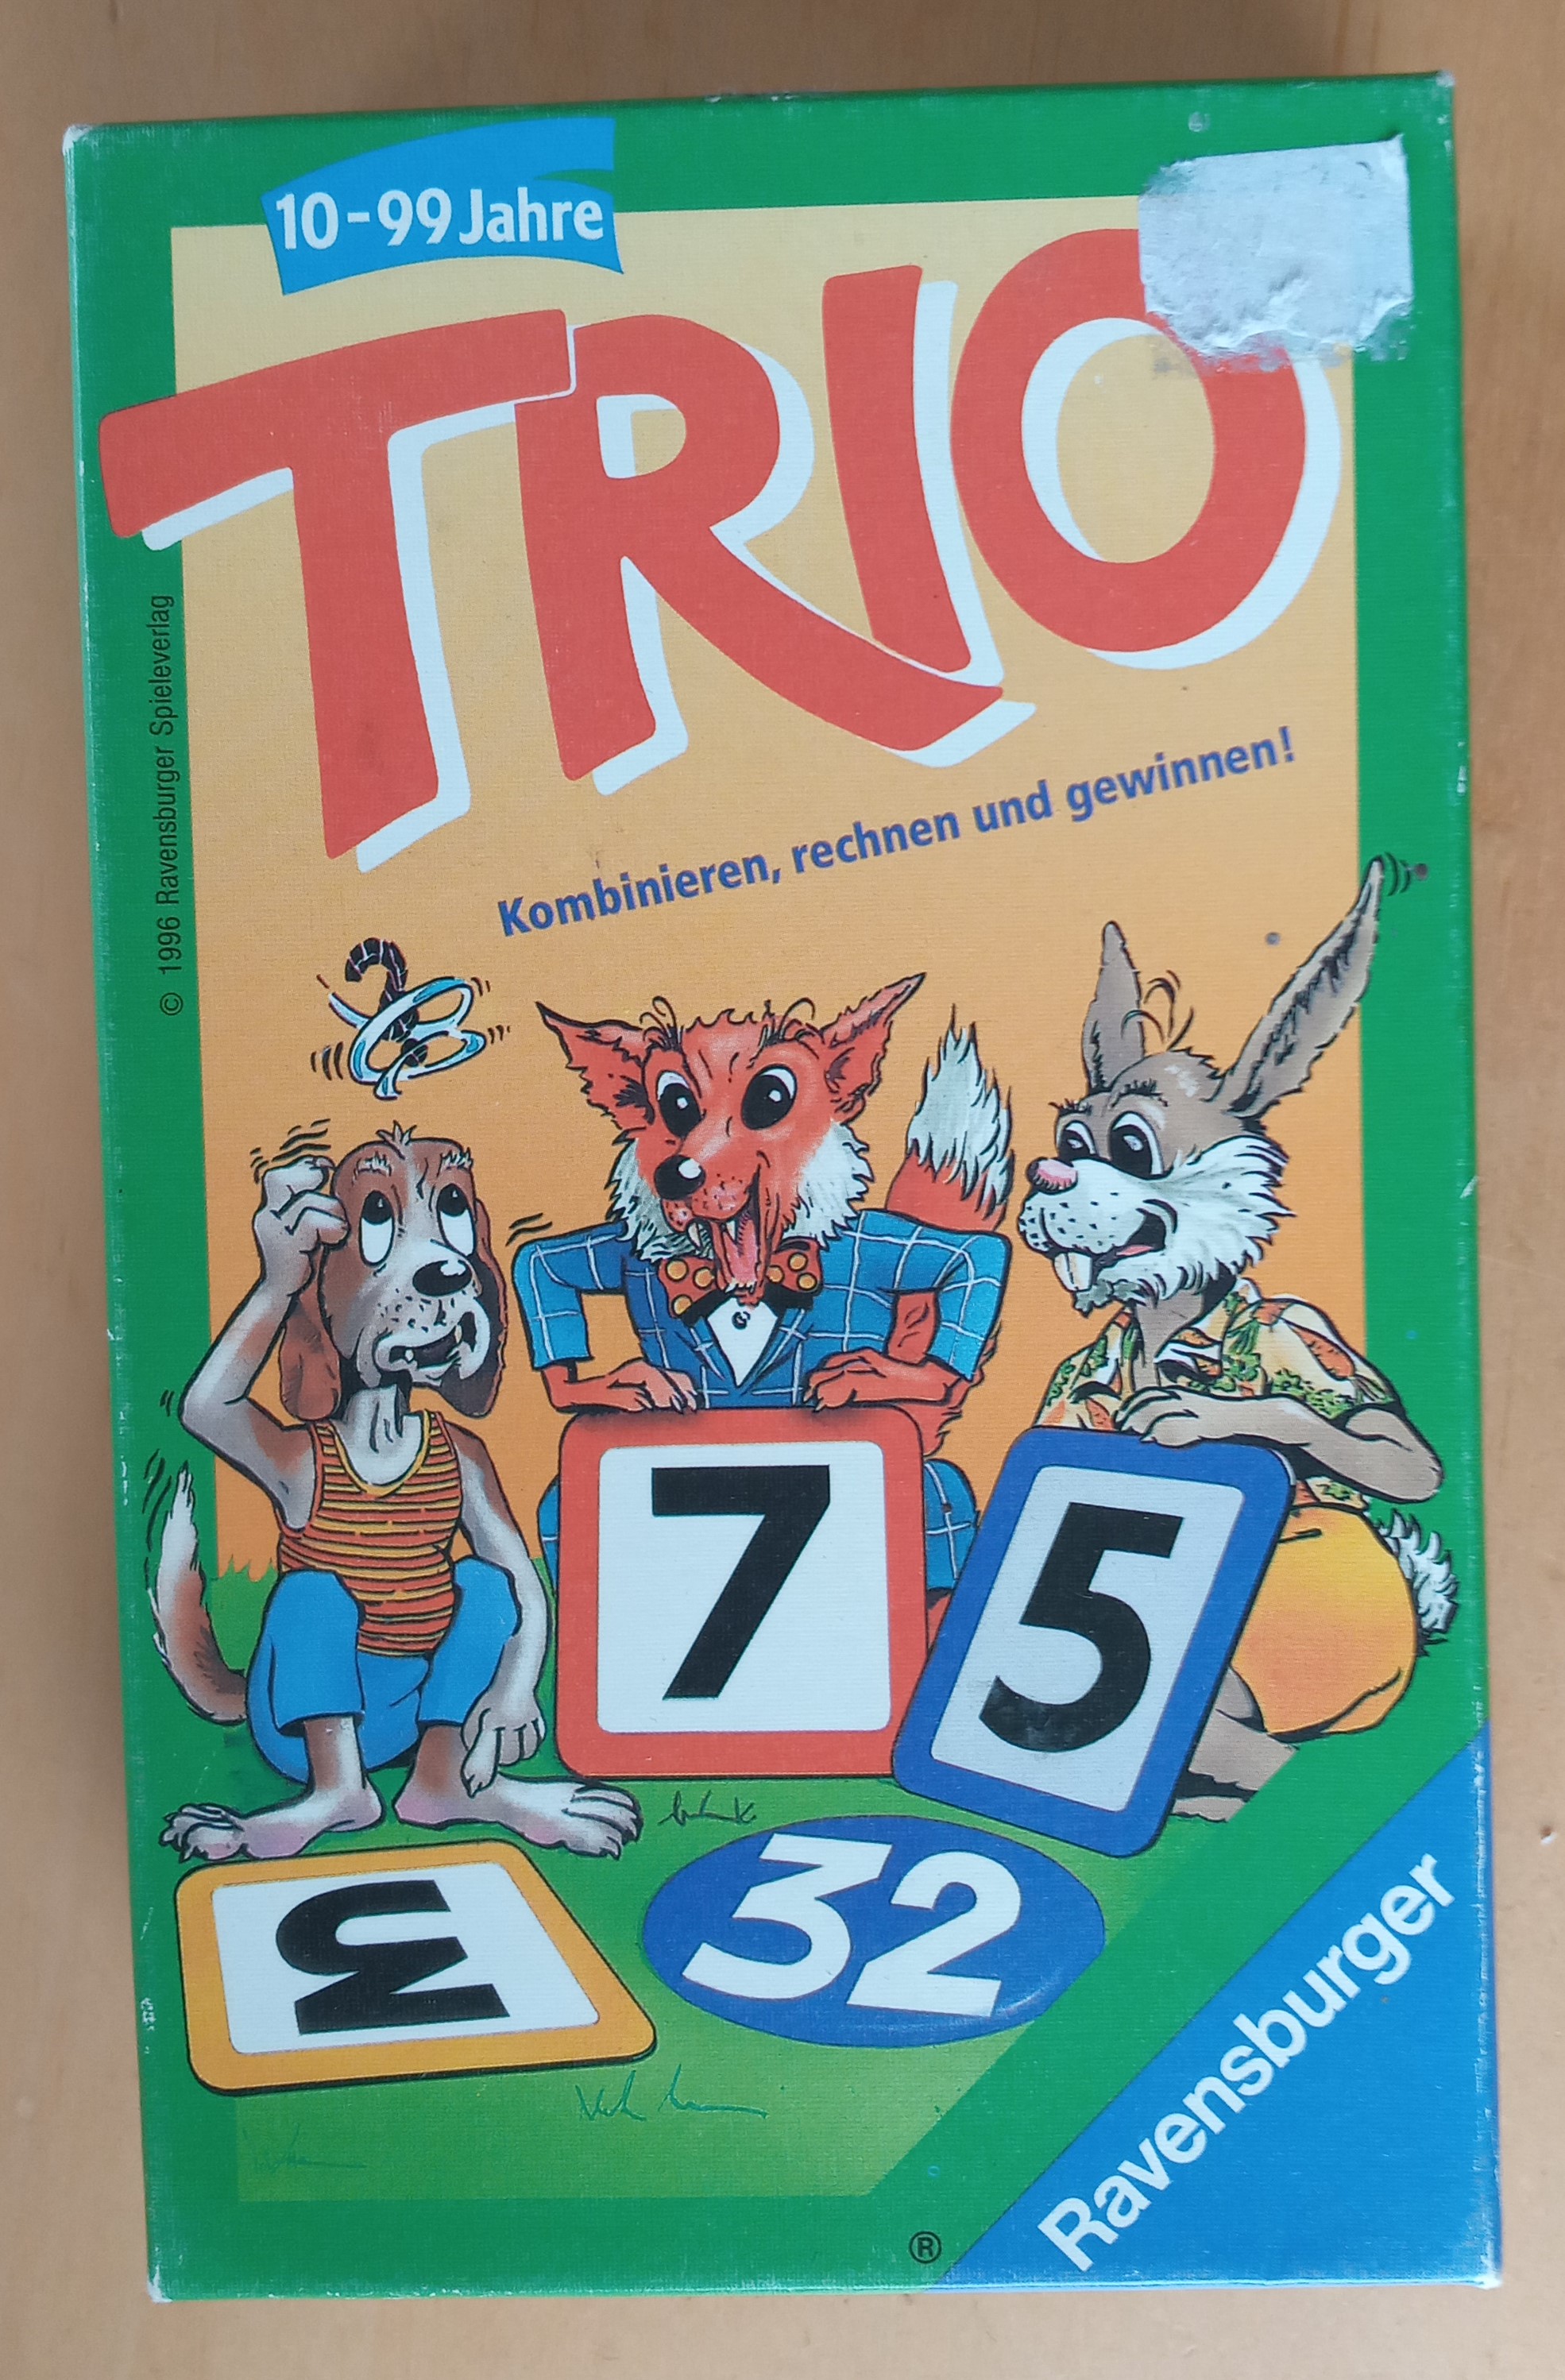 10-99 Jahre
TRIO
Kombinieren, rechnen und gewinnen!
© 1996 Ravensburger Spieleverlag
7
5
3
32
Ravensburger
®